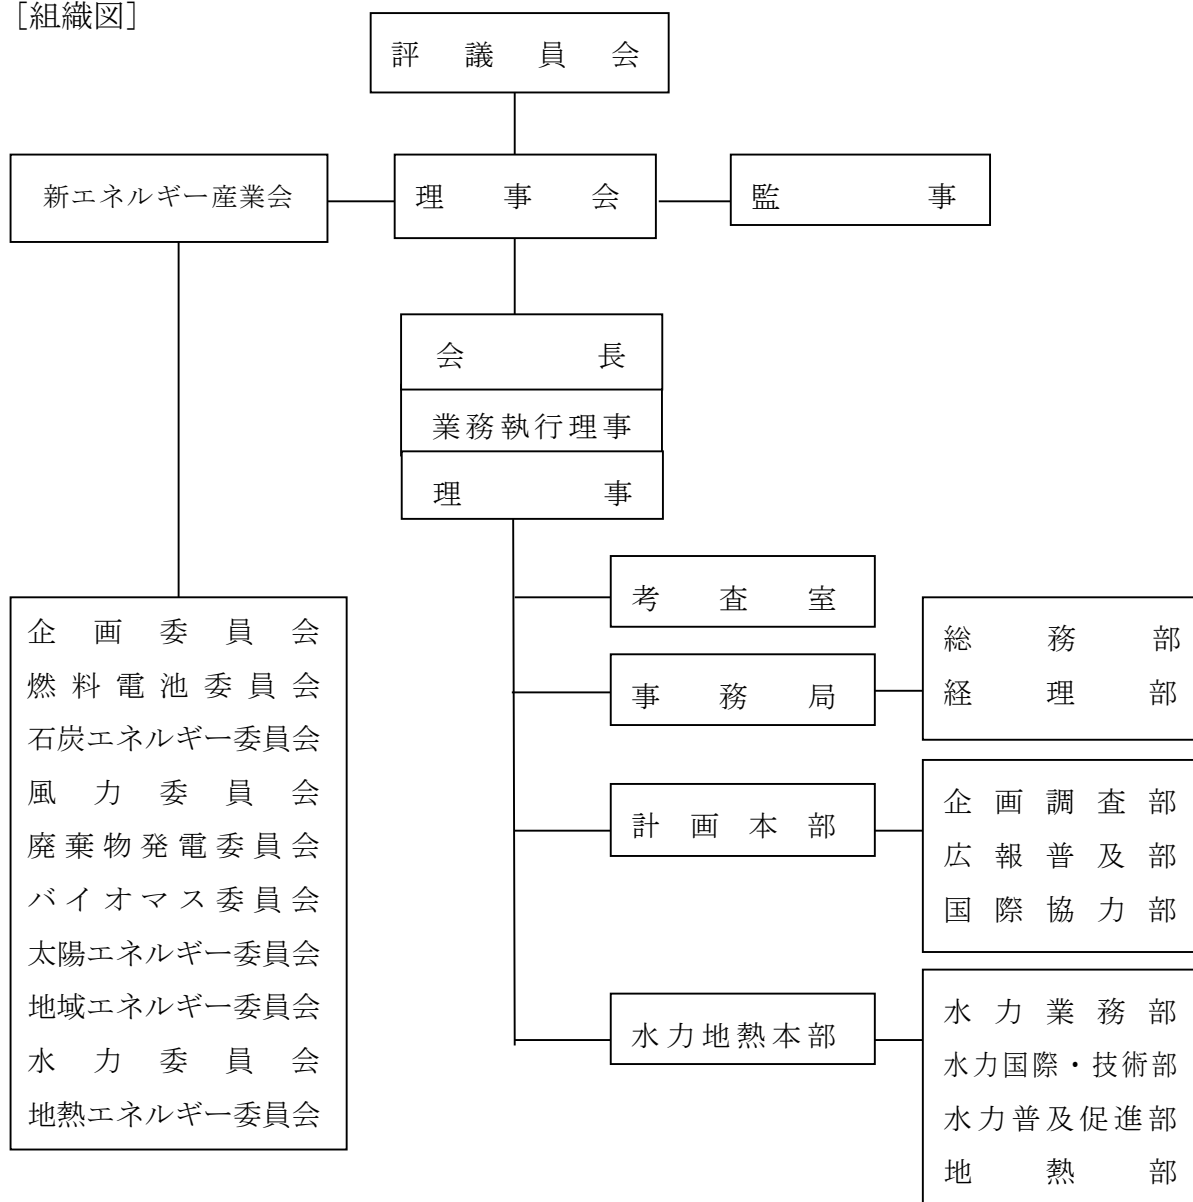 ［組織図］
評議員会
新エネルギー産業会
理事会
監事
会長
業務執行理事
理事
考査室
事務局
総務部
経理部
計画本部
企画調査部
広報普及部
国際協力部
水力地熱本部
水力業務部
水力国際・技術部
水力普及促進部
地熱部
企画委員会
燃料電池委員会
石炭エネルギー委員会
風力委員会
廃棄物発電委員会
バイオマス委員会
太陽エネルギー委員会
地域エネルギー委員会
水力委員会
地熱エネルギー委員会